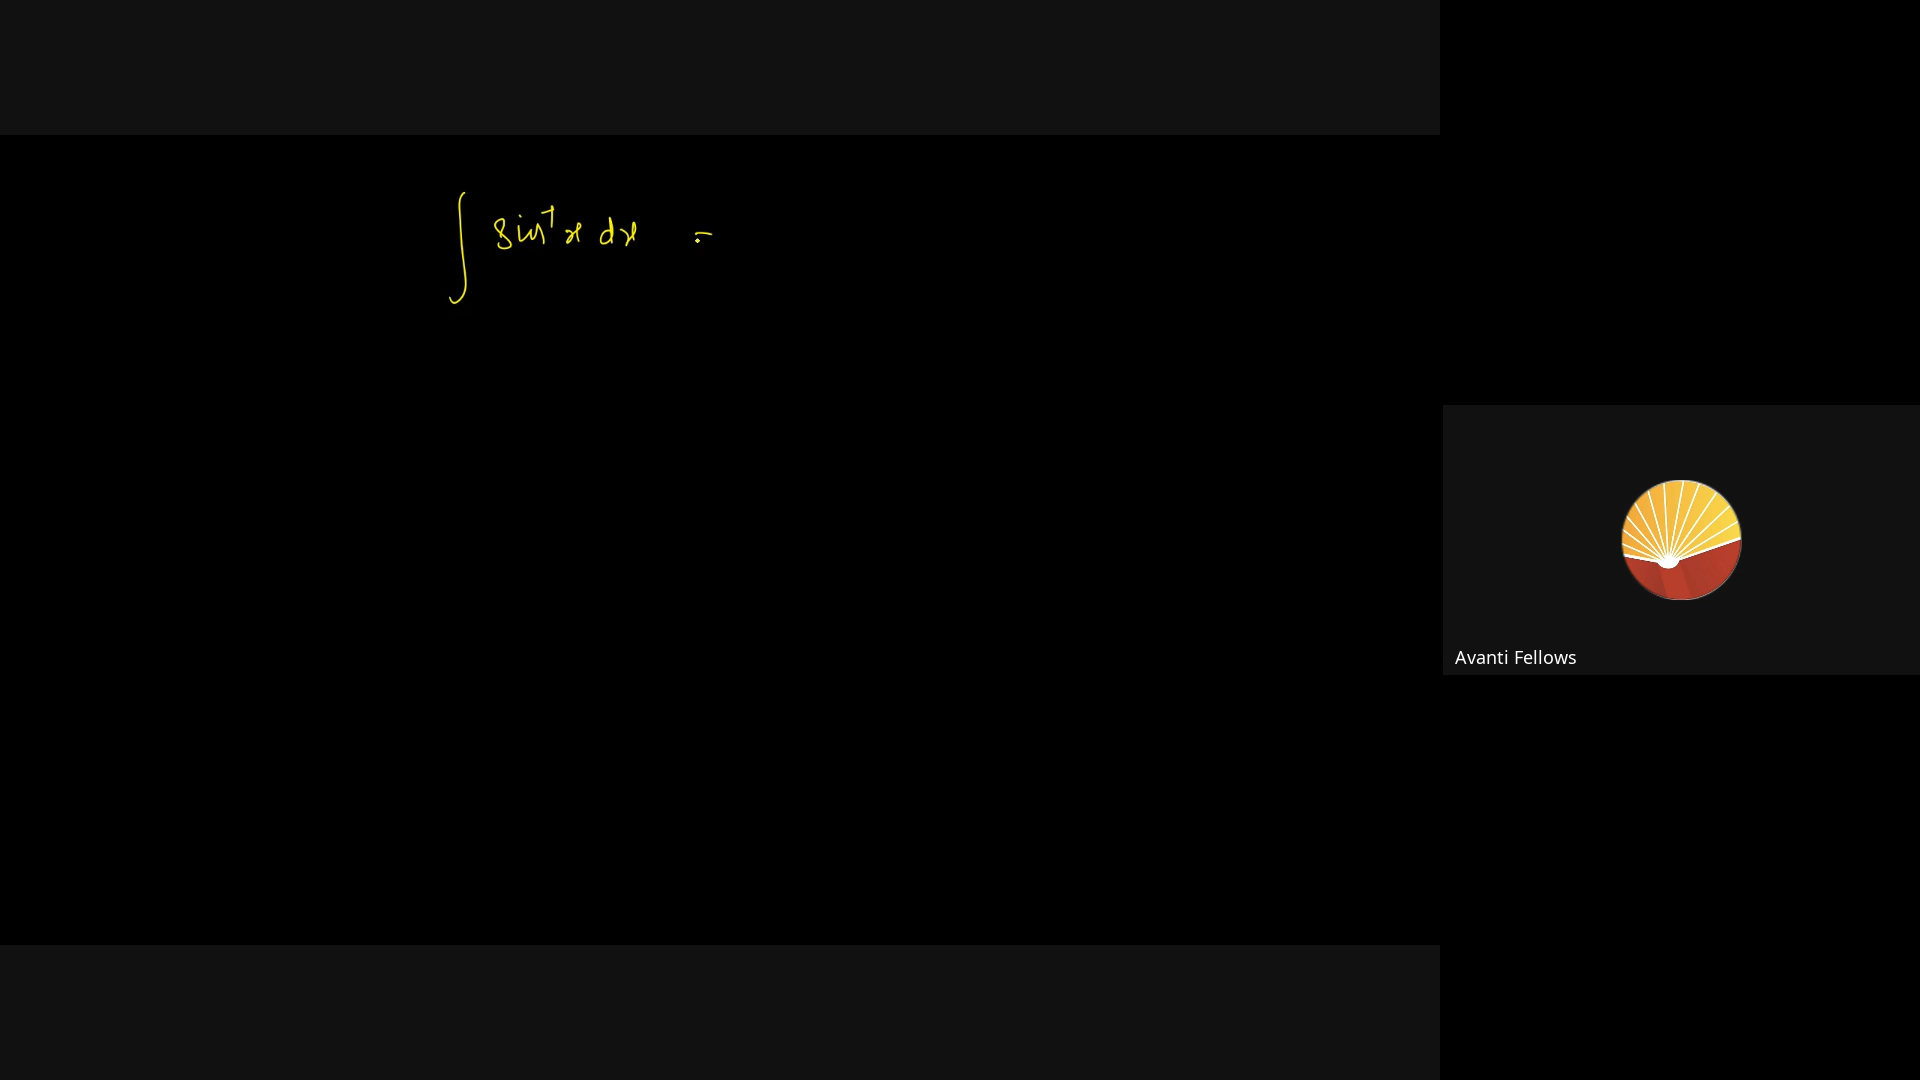 ∫ sin⁻¹x dx =
Avanti Fellows